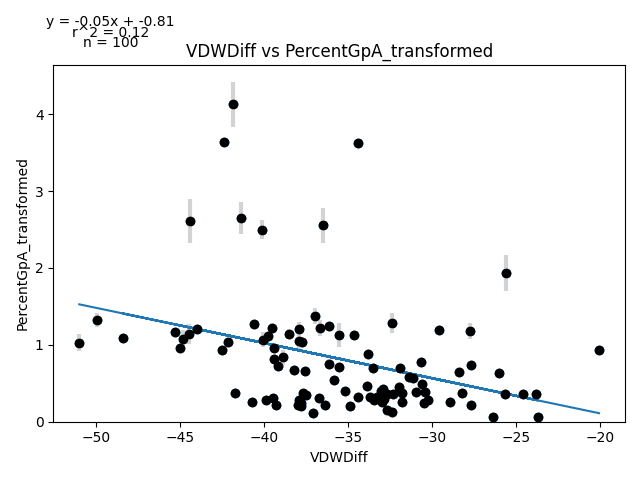 y = -0.05x + -0.81
r^2 = 0.12
n = 100
VDWDiff vs PercentGpA_transformed
PercentGpA_transformed
4
3
2
1
0
−50 −45 −40 −35 −30 −25 −20
VDWDiff